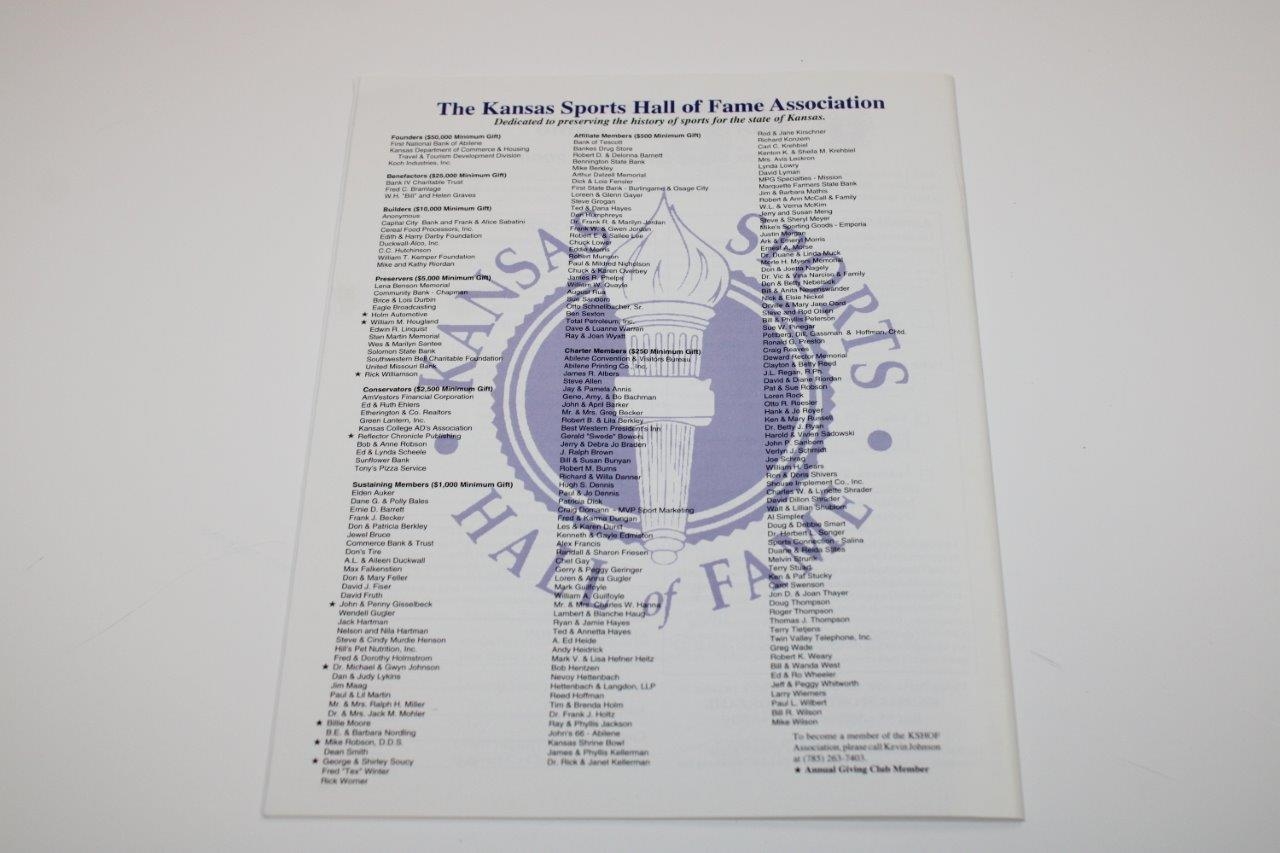 The Kansas Sports Hall of Fame Association
Dedicated to preserving the history of sports for the state of Kansas.
Founders ($50,000 Minimum Gift)
First National Bank of Abilene
Kansas Department of Commerce & Housing
Travel & Tourism Development Division
Koch Industries, Inc.
Benefactors ($25,000 Minimum Gift)
Bank IV Charitable Trust
Fred C. Bramlage
W.H. "Bill" and Helen Graves
Builders ($10,000 Minimum Gift)
Anonymous
Capital City Bank and Frank & Alice Sabatini
Cereal Food Processors, Inc.
Edith & Harry Darby Foundation
Duckwall-Alco, Inc.
C.C. Hutchinson
William T. Kemper Foundation
Mike and Kathy Riordan
Preservers ($5,000 Minimum Gift)
Lena Benson Memorial
Community Bank - Chapman
Brice & Lois Durbin
Eagle Broadcasting
★ Holm Automotive
★ William M. Hougland
Edwin R. Linquist
Stan Martin Memorial
Wes & Marilyn Santee
Solomon State Bank
Southwestern Bell Charitable Foundation
United Missouri Bank
★ Rick Williamson
Conservators ($2,500 Minimum Gift)
AmVestors Financial Corporation
Ed & Ruth Ehlers
Etherington & Co. Realtors
Green Lantern, Inc.
Kansas College AD's Association
★ Reflector Chronicle Publishing
Bob & Anne Robson
Ed & Lynda Scheele
Sunflower Bank
Tony's Pizza Service
Sustaining Members ($1,000 Minimum Gift)
Elden Auker
Dane G. & Polly Bales
Ernie D. Barrett
Frank J. Becker
Don & Patricia Berkley
Jewel Bruce
Commerce Bank & Trust
Don's Tire
A.L. & Aileen Duckwall
Max Falkenstien
Don & Mary Feller
David J. Fiser
David Fruth
★ John & Penny Gisselbeck
Wendell Gugler
Jack Hartman
Nelson and Nila Hartman
Steve & Cindy Murdie Henson
Hill's Pet Nutrition, Inc.
Fred & Dorothy Holmstrom
★ Dr. Michael & Gwyn Johnson
Dan & Judy Lykins
Jim Maag
Paul & Lil Martin
Mr. & Mrs. Ralph H. Miller
Dr. & Mrs. Jack M. Mohler
★ Billie Moore
B.E. & Barbara Nordling
★ Mike Robson, D.D.S.
Dean Smith
★ George & Shirley Soucy
Fred "Tex" Winter
Rick Worner
Affiliate Members ($500 Minimum Gift)
Bank of Tescott
Bankes Drug Store
Robert D. & Delonna Barnett
Bennington State Bank
Mike Berkley
Arthur Dalzell Memorial
Dick & Lois Fensler
First State Bank - Burlingame & Osage City
Loreen & Glenn Gayer
Steve Grogan
Ted & Dana Hayes
Don Humphreys
Dr. Frank R. & Marilyn Jordan
Frank W. & Gwen Jordan
Robert E. & Sallee Lee
Chuck Lower
Eddie Morris
Robert Munson
Paul & Mildred Nicholson
Chuck & Karen Overbey
James R. Phelps
William W. Quayle
August Rua
Sue Sanborn
Otto Schnellbacher, Sr.
Ben Sexton
Total Petroleum, Inc.
Dave & Luanne Warren
Ray & Joan Wyatt
Charter Members ($250 Minimum Gift)
Abilene Convention & Visitors Bureau
Abilene Printing Co., Inc.
James R. Albers
Steve Allen
Jay & Pamela Annis
Gene, Amy, & Bo Bachman
John & April Barker
Mr. & Mrs. Greg Becker
Robert B. & Lila Berkley
Best Western President's Inn
Gerald "Swede" Bowers
Jerry & Debra Jo Braden
J. Ralph Brown
Bill & Susan Bunyan
Robert M. Burns
Richard & Willa Danner
Hugh S. Dennis
Paul & Jo Dennis
Patricia Dick
Craig Domann - MVP Sport Marketing
Fred & Karma Dungan
Les & Karen Durst
Kenneth & Gayle Edmiston
Alex Francis
Randall & Sharon Friesen
Chet Gay
Gerry & Peggy Geringer
Loren & Anna Gugler
Mark Guilfoyle
William A. Guilfoyle
Mr. & Mrs. Charles W. Hanna
Lambert & Blanche Haug
Ryan & Jamie Hayes
Ted & Annetta Hayes
A. Ed Heide
Andy Heidrick
Mark V. & Lisa Hefner Heitz
Bob Hentzen
Nevoy Hettenbach
Hettenbach & Langdon, LLP
Reed Hoffman
Tim & Brenda Holm
Dr. Frank J. Holtz
Ray & Phyllis Jackson
John's 66 - Abilene
Kansas Shrine Bowl
James & Phyllis Kellerman
Dr. Rick & Janet Kellerman
Rod & Jane Kirschner
Richard Konzem
Carl C. Krehbiel
Kenton K. & Sheila M. Krehbiel
Mrs. Avis Leckron
Lynda Lowry
David Lyman
MPG Specialties - Mission
Marquette Farmers State Bank
Jim & Barbara Mathis
Robert & Ann McCall & Family
W.L. & Verna McKim
Jerry and Susan Meng
Steve & Sheryl Meyer
Mike's Sporting Goods - Emporia
Justin Morgan
Ark & Emeryl Morris
Ernest A. Morse
Dr. Duane & Linda Muck
Merle H. Myers Memorial
Don & Joetta Nagely
Dr. Vic & Vina Narciso & Family
Don & Betty Nebelsick
Bill & Anita Neuenswander
Nick & Elsie Nickel
Orville & Mary Jane Oord
Steve and Rod Olsen
Bill & Phyllis Peterson
Sue W. Pinegar
Pottberg, Dill, Gassman & Hoffman, Chtd.
Ronald G. Preston
Craig Reaves
Deward Rector Memorial
Clayton & Betty Reed
J.L. Regan, R.Ph.
David & Diane Riordan
Pat & Sue Robson
Loren Rock
Otto R. Roesler
Hank & Jo Royer
Ken & Mary Russell
Dr. Betty J. Ryan
Harold & Vivien Sadowski
John P. Sanborn
Verlyn J. Schmidt
Joe Schrag
William H. Sears
Ron & Doris Shivers
Shouse Implement Co., Inc.
Charles W. & Lynette Shrader
David Dillon Shrader
Walt & Lillian Shublom
Al Simpler
Doug & Debbie Smart
Dr. Herbert L. Songer
Sports Connection - Salina
Duane & Reida Stites
Melvin Strunk
Terry Stuart
Ken & Pat Stucky
Carol Swenson
Jon D. & Joan Thayer
Doug Thompson
Roger Thompson
Thomas J. Thompson
Terry Tietjens
Twin Valley Telephone, Inc.
Greg Wade
Robert K. Weary
Bill & Wanda West
Ed & Ro Wheeler
Jeff & Peggy Whitworth
Larry Wiemers
Paul L. Wilbert
Bill R. Wilson
Mike Wilson
To become a member of the KSHOF
Association, please call Kevin Johnson
at (785) 263-7403.
★ Annual Giving Club Member
KANSAS SPORTS
HALL of FAME